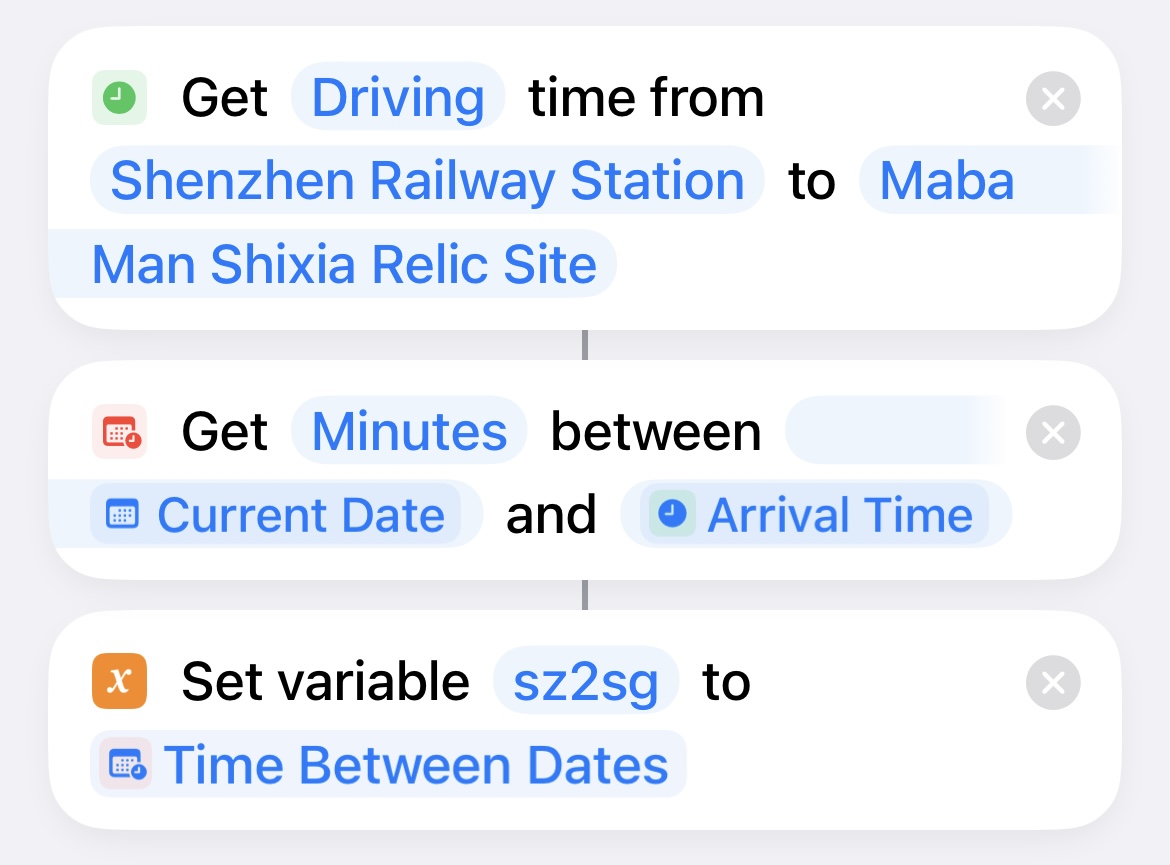 Get Driving time from
Shenzhen Railway Station to Maba
Man Shixia Relic Site
Get Minutes between
Current Date and Arrival Time
x Set variable sz2sg to
Time Between Dates